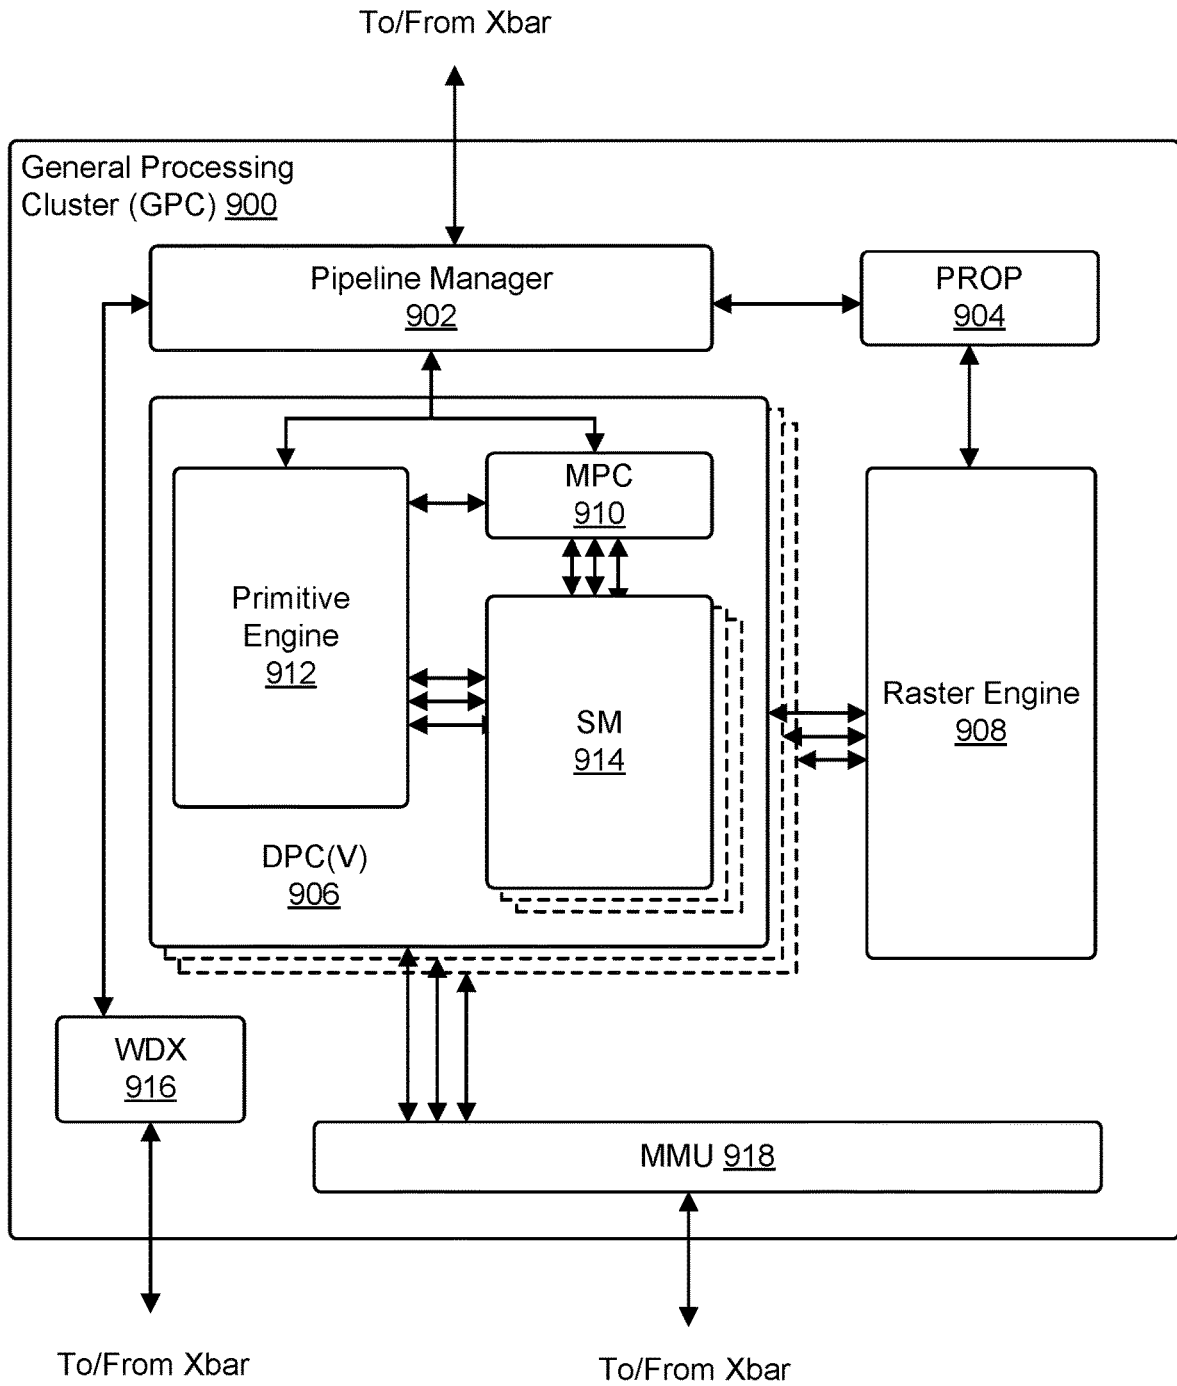 To/From Xbar
General Processing
Cluster (GPC) 900
Pipeline Manager
902
PROP
904
MPC
910
Primitive
Engine
912
SM
914
Raster Engine
908
DPC(V)
906
WDX
916
MMU 918
To/From Xbar
To/From Xbar